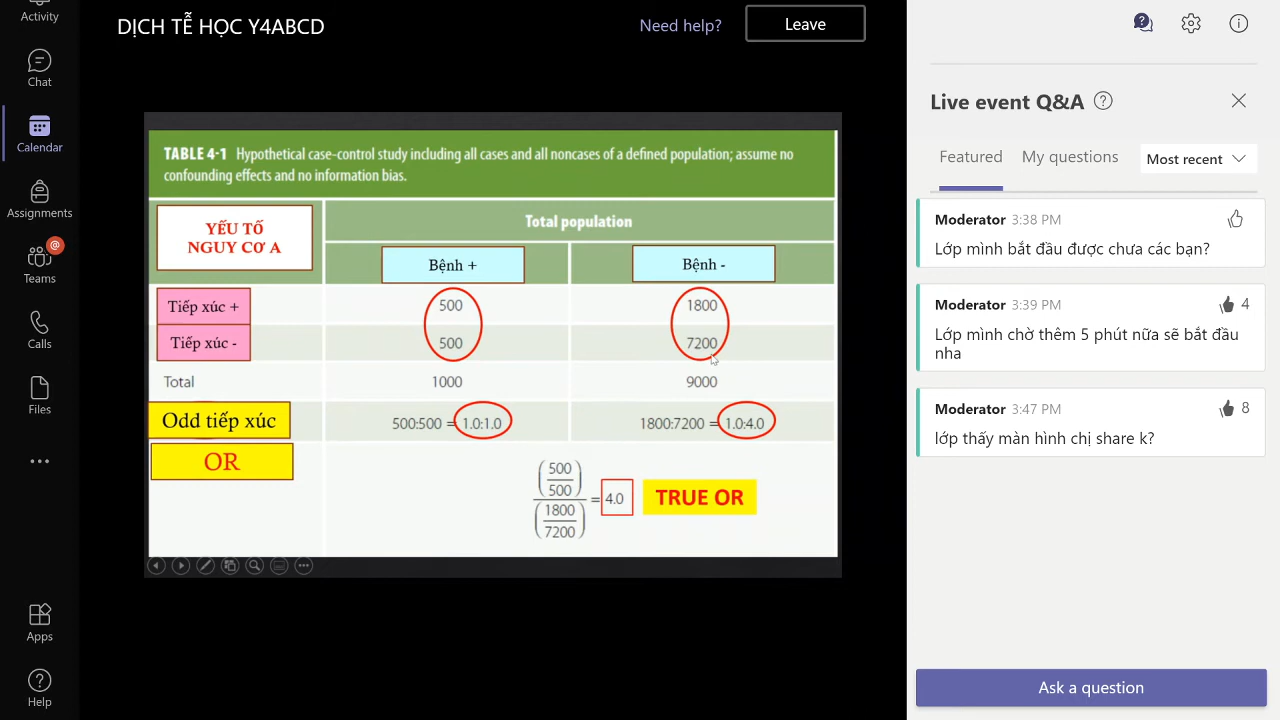 Activity
Chat
Calendar
Assignments
@
Teams
Calls
Files
Apps
Help
DỊCH TỄ HỌC Y4ABCD
Need help?
Leave
TABLE 4-1 Hypothetical case-control study including all cases and all noncases of a defined population; assume no
confounding effects and no information bias.
YẾU TỐ
NGUY CƠ A
Total population
Bệnh +
Bệnh -
Tiếp xúc +
500
1800
Tiếp xúc -
500
7200
Total
1000
9000
Odd tiếp xúc
500:500 = 1.0:1.0
1800:7200 = 1.0:4.0
OR
(500/500)/(1800/7200) = 4.0
TRUE OR
Live event Q&A
Featured
My questions
Most recent
Moderator 3:38 PM
Lớp mình bắt đầu được chưa các bạn?
Moderator 3:39 PM
4
Lớp mình chờ thêm 5 phút nữa sẽ bắt đầu
nha
Moderator 3:47 PM
8
lớp thấy màn hình chị share k?
Ask a question